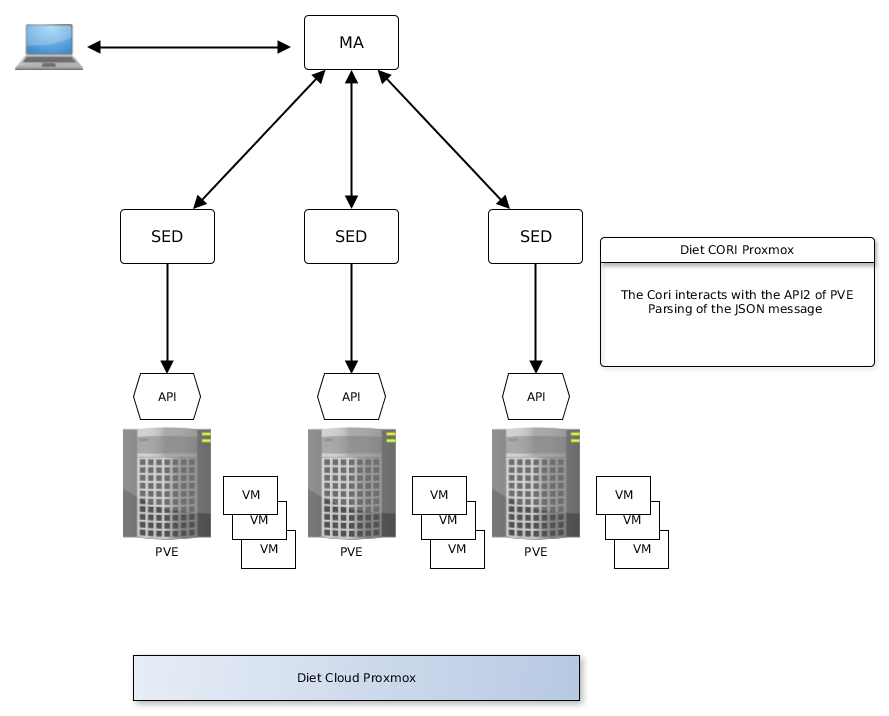 MA
SED
SED
SED
Diet CORI Proxmox
The Cori interacts with the API2 of PVE
Parsing of the JSON message
API
API
API
VM
VM
VM
VM
VM
VM
VM
VM
VM
PVE
PVE
PVE
Diet Cloud Proxmox